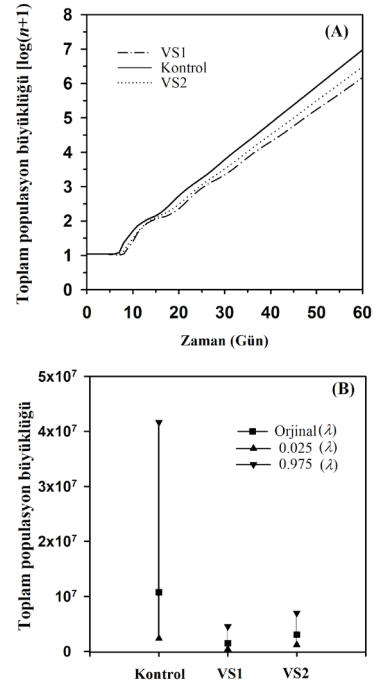 (A)
VS1
Kontrol
VS2
Toplam populasyon büyüklüğü [log(n+1)
8
7
6
5
4
3
2
1
0
0 10 20 30 40 50 60
Zaman (Gün)
(B)
Orjinal (λ)
0.025 (λ)
0.975 (λ)
Toplam populasyon büyüklüğü
5x10⁷
4x10⁷
3x10⁷
2x10⁷
10⁷
0
Kontrol VS1 VS2